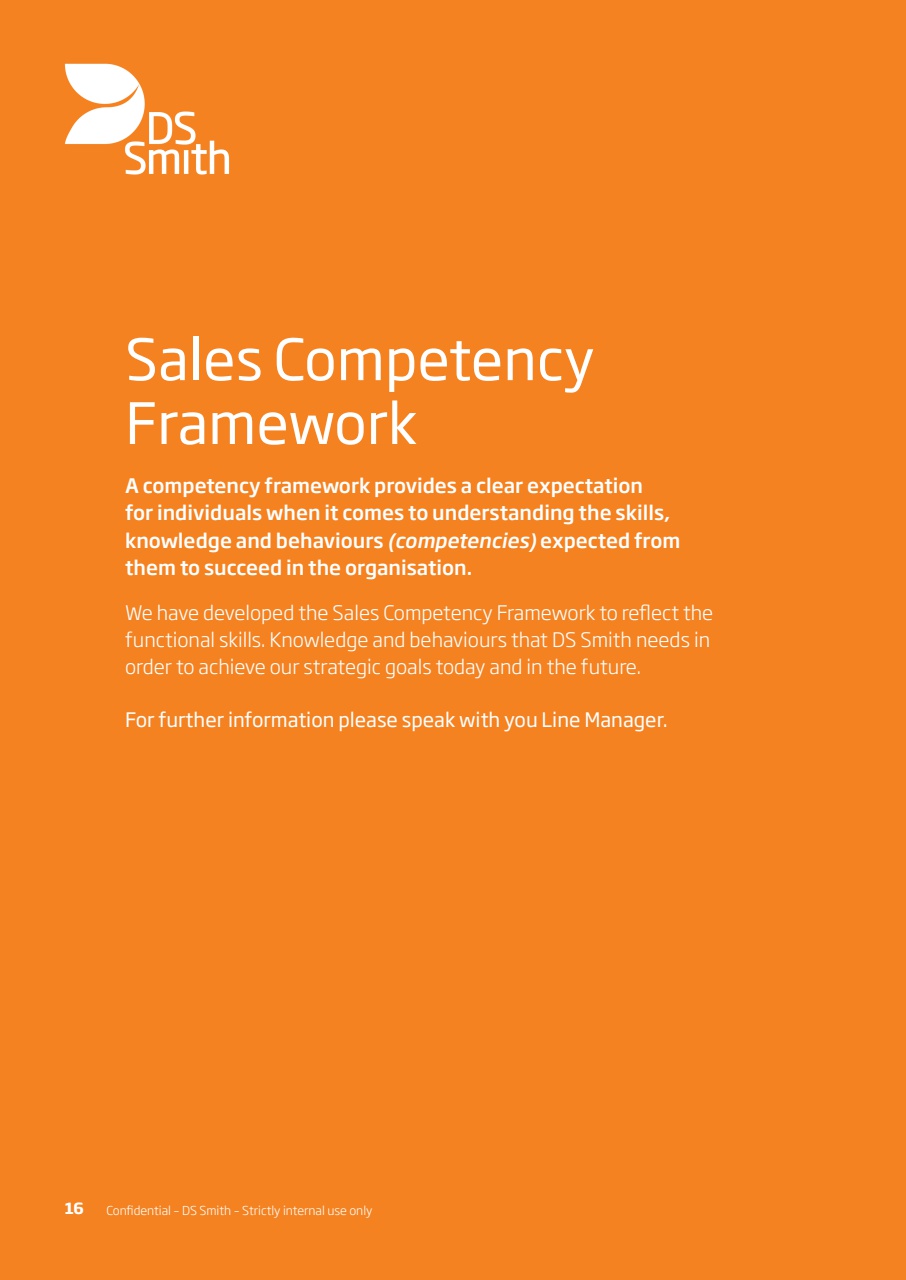 DS
Smith
Sales Competency
Framework
A competency framework provides a clear expectation
for individuals when it comes to understanding the skills,
knowledge and behaviours (competencies) expected from
them to succeed in the organisation.
We have developed the Sales Competency Framework to reflect the
functional skills. Knowledge and behaviours that DS Smith needs in
order to achieve our strategic goals today and in the future.
For further information please speak with you Line Manager.
16 Confidential – DS Smith – Strictly internal use only